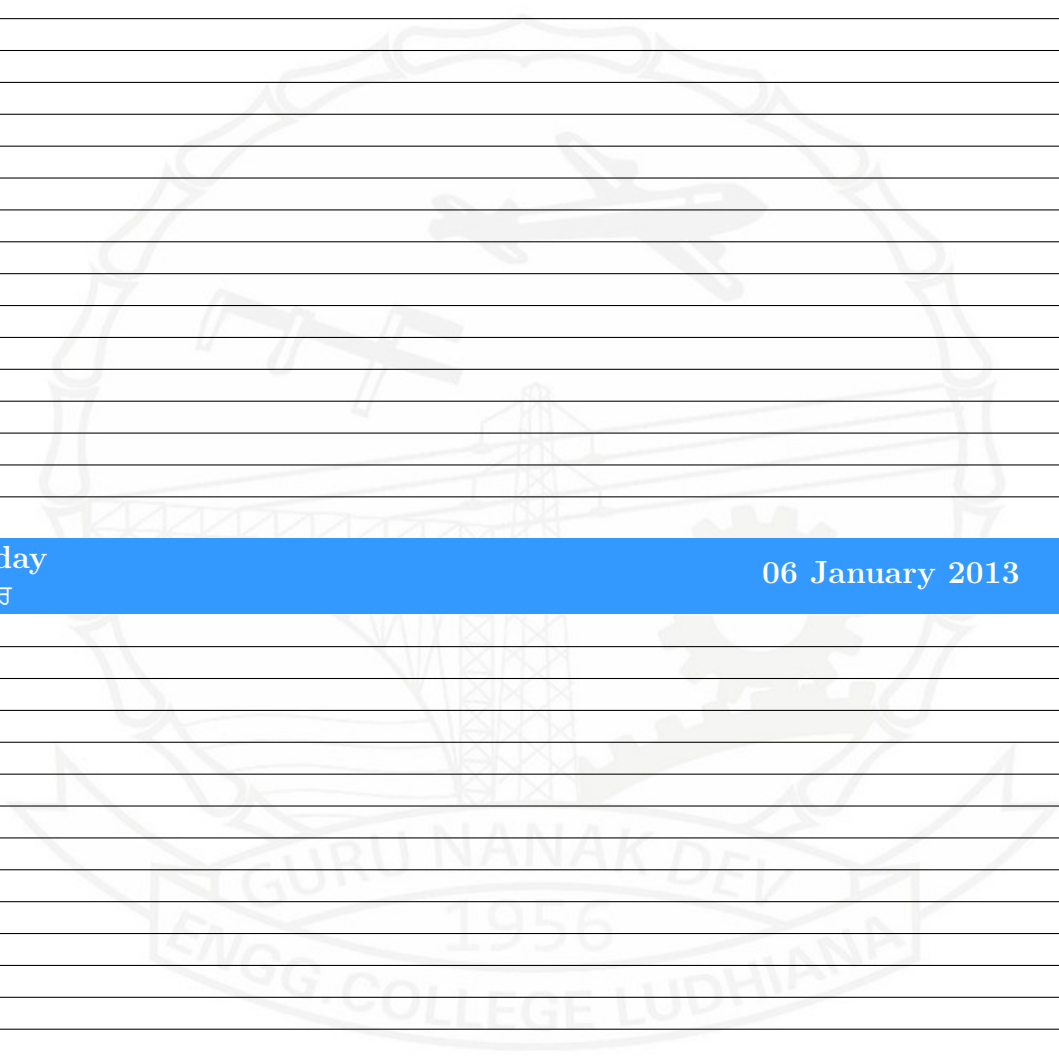 day
ਰ
06 January 2013
GURU NANAK DEV
1956
ENGG. COLLEGE LUDHIANA